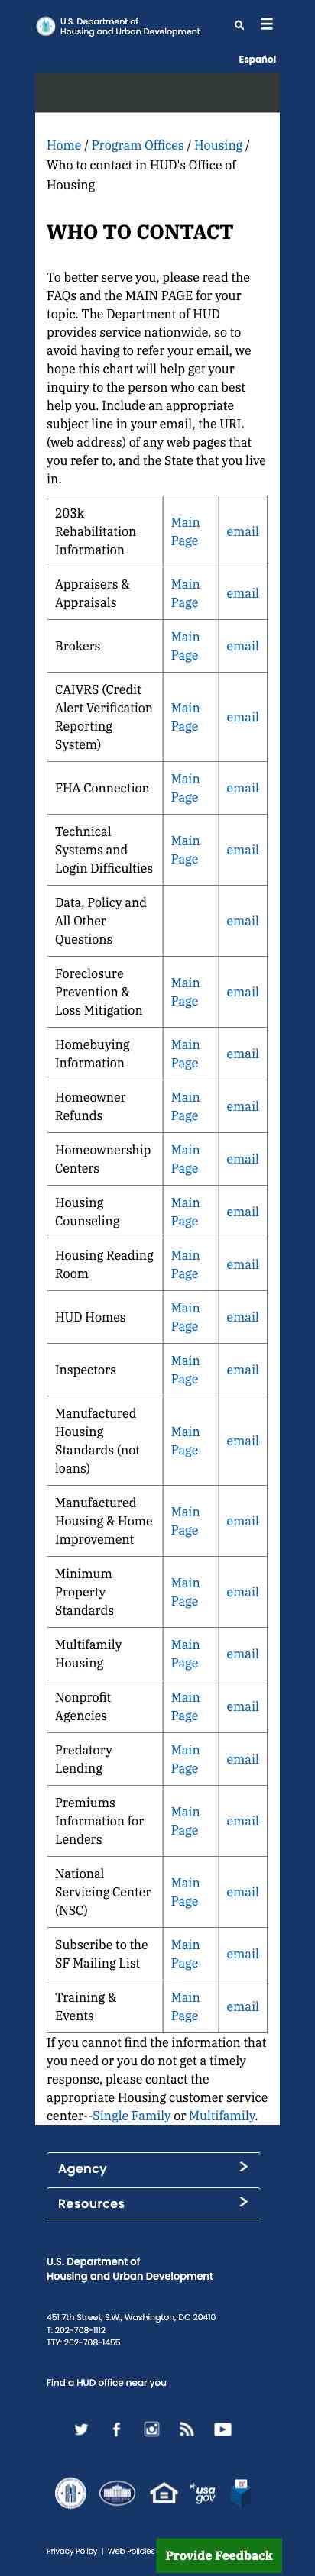 U.S. Department of
Housing and Urban Development
Español
Home / Program Offices / Housing /
Who to contact in HUD's Office of
Housing
WHO TO CONTACT
To better serve you, please read the
FAQs and the MAIN PAGE for your
topic. The Department of HUD
provides service nationwide, so to
avoid having to refer your email, we
hope this chart will help get your
inquiry to the person who can best
help you. Include an appropriate
subject line in your email, the URL
(web address) of any web pages that
you refer to, and the State that you live
in.
203k
Rehabilitation
Information
Main
Page
email
Appraisers &
Appraisals
Main
Page
email
Brokers
Main
Page
email
CAIVRS (Credit
Alert Verification
Reporting
System)
Main
Page
email
FHA Connection
Main
Page
email
Technical
Systems and
Login Difficulties
Main
Page
email
Data, Policy and
All Other
Questions
email
Foreclosure
Prevention &
Loss Mitigation
Main
Page
email
Homebuying
Information
Main
Page
email
Homeowner
Refunds
Main
Page
email
Homeownership
Centers
Main
Page
email
Housing
Counseling
Main
Page
email
Housing Reading
Room
Main
Page
email
HUD Homes
Main
Page
email
Inspectors
Main
Page
email
Manufactured
Housing
Standards (not
loans)
Main
Page
email
Manufactured
Housing & Home
Improvement
Main
Page
email
Minimum
Property
Standards
Main
Page
email
Multifamily
Housing
Main
Page
email
Nonprofit
Agencies
Main
Page
email
Predatory
Lending
Main
Page
email
Premiums
Information for
Lenders
Main
Page
email
National
Servicing Center
(NSC)
Main
Page
email
Subscribe to the
SF Mailing List
Main
Page
email
Training &
Events
Main
Page
email
If you cannot find the information that
you need or you do not get a timely
response, please contact the
appropriate Housing customer service
center--Single Family or Multifamily.
Agency
Resources
U.S. Department of
Housing and Urban Development
451 7th Street, S.W., Washington, DC 20410
T: 202-708-1112
TTY: 202-708-1455
Find a HUD office near you
usa
gov
Privacy Policy | Web Policies
Provide Feedback